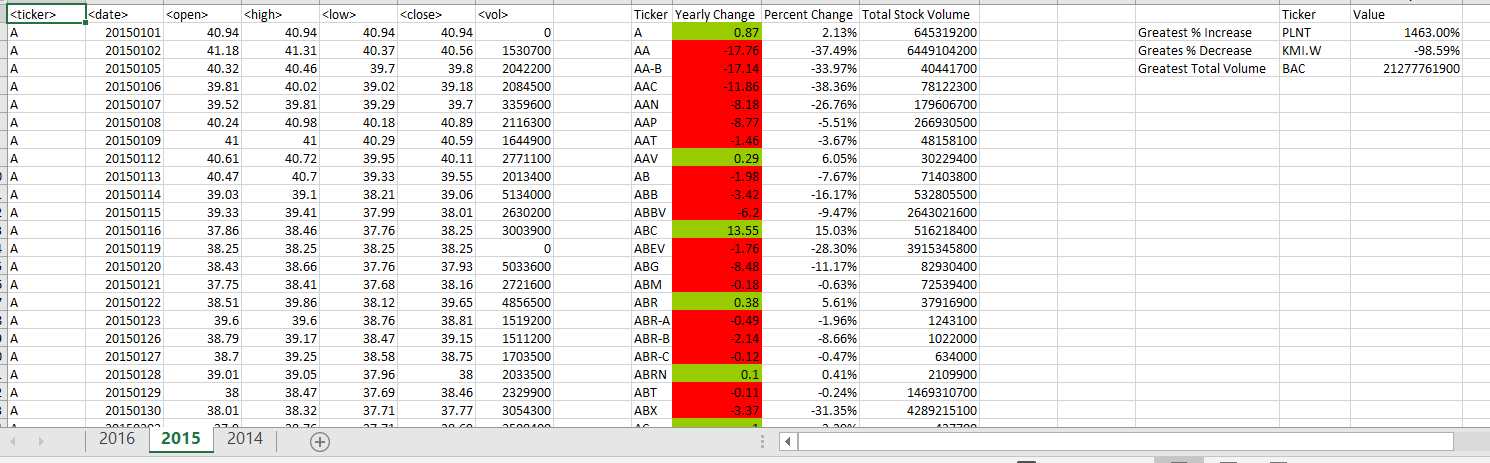 <ticker> <date> <open> <high> <low> <close> <vol> Ticker Yearly Change Percent Change Total Stock Volume Ticker Value
A 20150101 40.94 40.94 40.94 40.94 0 A 0.87 2.13% 645319200 Greatest % Increase PLNT 1463.00%
A 20150102 41.18 41.31 40.37 40.56 1530700 AA -17.76 -37.49% 6449104200 Greates % Decrease KMI.W -98.59%
A 20150105 40.32 40.46 39.7 39.8 2042200 AA-B -17.14 -33.97% 40441700 Greatest Total Volume BAC 21277761900
A 20150106 39.81 40.02 39.02 39.18 2084500 AAC -11.86 -38.36% 78122300
A 20150107 39.52 39.81 39.29 39.7 3359600 AAN -8.18 -26.76% 179606700
A 20150108 40.24 40.98 40.18 40.89 2116300 AAP -8.77 -5.51% 266930500
A 20150109 41 41 40.29 40.59 1644900 AAT -1.46 -3.67% 48158100
A 20150112 40.61 40.72 39.95 40.11 2771100 AAV 0.29 6.05% 30229400
A 20150113 40.47 40.7 39.33 39.55 2013400 AB -1.98 -7.67% 71403800
A 20150114 39.03 39.1 38.21 39.06 5134000 ABB -3.42 -16.17% 532805500
A 20150115 39.33 39.41 37.99 38.01 2630200 ABBV -6.2 -9.47% 2643021600
A 20150116 37.86 38.46 37.76 38.25 3003900 ABC 13.55 15.03% 516218400
A 20150119 38.25 38.25 38.25 38.25 0 ABEV -1.76 -28.30% 3915345800
A 20150120 38.43 38.66 37.76 37.93 5033600 ABG -8.48 -11.17% 82930400
A 20150121 37.75 38.41 37.68 38.16 2721600 ABM -0.18 -0.63% 72539400
A 20150122 38.51 39.86 38.12 39.65 4856500 ABR 0.38 5.61% 37916900
A 20150123 39.6 39.6 38.76 38.81 1519200 ABR-A -0.49 -1.96% 1243100
A 20150126 38.79 39.17 38.47 39.15 1511200 ABR-B -2.14 -8.66% 1022000
A 20150127 38.7 39.25 38.58 38.75 1703500 ABR-C -0.12 -0.47% 634000
A 20150128 39.01 39.05 37.96 38 2033500 ABRN 0.1 0.41% 2109900
A 20150129 38 38.47 37.69 38.46 2329900 ABT -0.11 -0.24% 1469310700
A 20150130 38.01 38.32 37.71 37.77 3054300 ABX -3.37 -31.35% 4289215100
2016 2015 2014